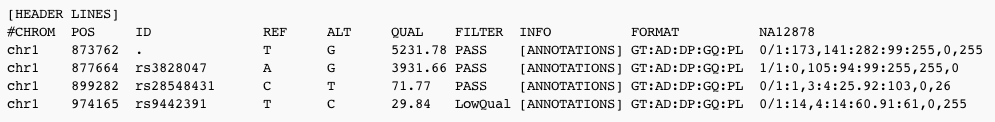 [HEADER LINES]
#CHROM POS ID REF ALT QUAL FILTER INFO FORMAT NA12878
chr1 873762 . T G 5231.78 PASS [ANNOTATIONS] GT:AD:DP:GQ:PL 0/1:173,141:282:99:255,0,255
chr1 877664 rs3828047 A G 3931.66 PASS [ANNOTATIONS] GT:AD:DP:GQ:PL 1/1:0,105:94:99:255,255,0
chr1 899282 rs28548431 C T 71.77 PASS [ANNOTATIONS] GT:AD:DP:GQ:PL 0/1:1,3:4:25.92:103,0,26
chr1 974165 rs9442391 T C 29.84 LowQual [ANNOTATIONS] GT:AD:DP:GQ:PL 0/1:14,4:14:60.91:61,0,255